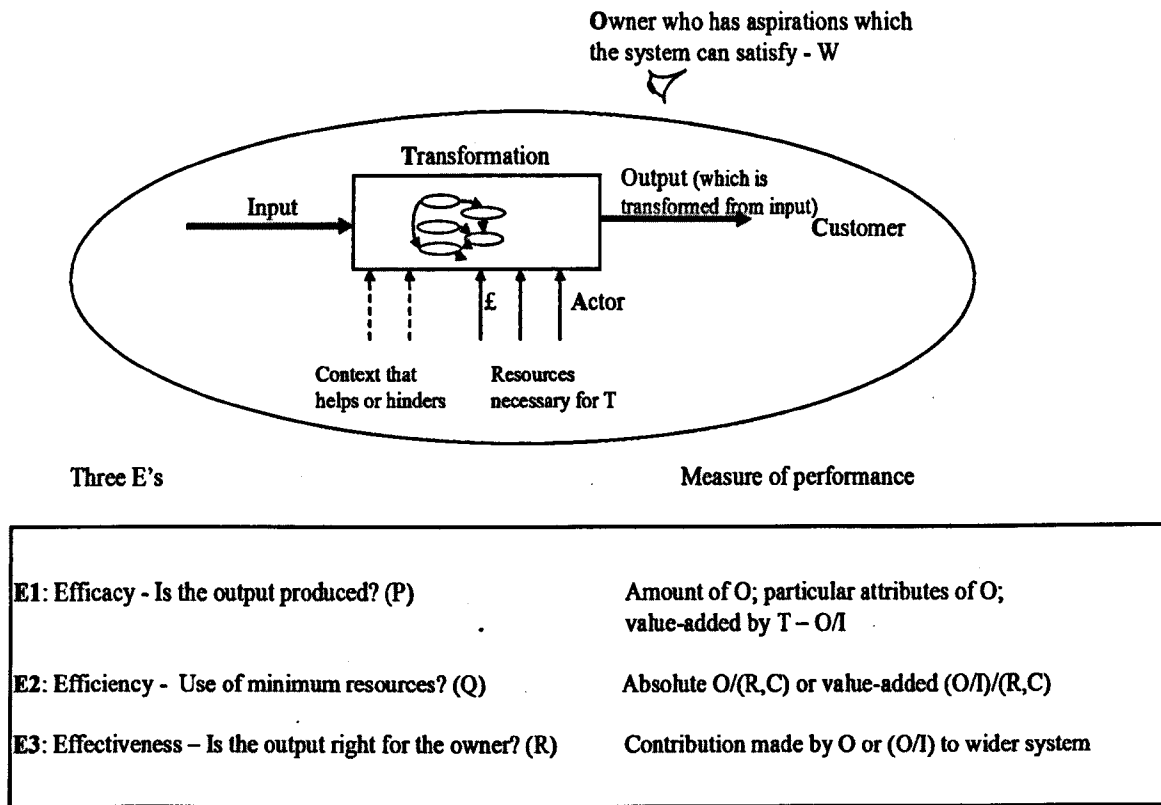 Owner who has aspirations which
the system can satisfy - W
Transformation
Input
Output (which is
transformed from input)
Customer
£
Actor
Context that
helps or hinders
Resources
necessary for T
Three E's
Measure of performance
E1: Efficacy - Is the output produced? (P)
Amount of O; particular attributes of O;
value-added by T – O/I
E2: Efficiency - Use of minimum resources? (Q)
Absolute O/(R,C) or value-added (O/I)/(R,C)
E3: Effectiveness – Is the output right for the owner? (R)
Contribution made by O or (O/I) to wider system